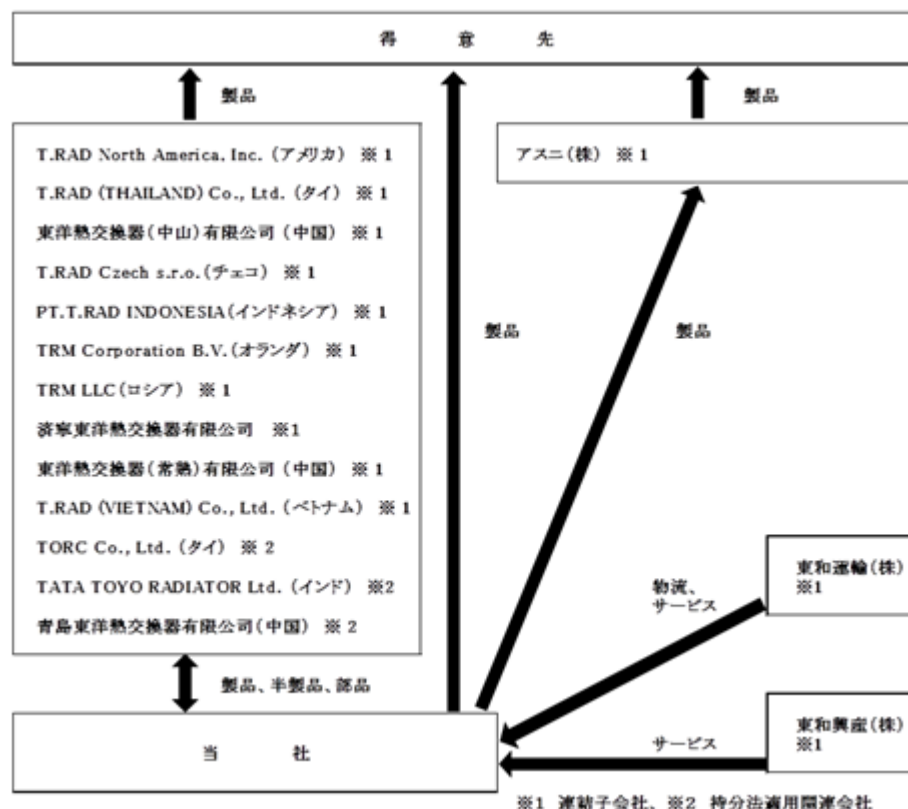 得意先
製品
製品
T.RAD North America, Inc. (アメリカ) ※1
アスニ(株) ※1
T.RAD (THAILAND) Co., Ltd. (タイ) ※1
東洋熱交換器(中山)有限公司 (中国) ※1
T.RAD Czech s.r.o.(チェコ) ※1
PT.T.RAD INDONESIA(インドネシア) ※1
TRM Corporation B.V.(オランダ) ※1
TRM LLC(ロシア) ※1
済寧東洋熱交換器有限公司 ※1
東洋熱交換器(常熟)有限公司 (中国) ※1
T.RAD (VIETNAM) Co., Ltd. (ベトナム) ※1
TORC Co., Ltd. (タイ) ※2
TATA TOYO RADIATOR Ltd. (インド) ※2
青島東洋熱交換器有限公司(中国) ※2
製品
製品
東和運輸(株)
※1
物流、
サービス
製品、半製品、部品
当社
サービス
東和興産(株)
※1
※1 連結子会社、※2 持分法適用関連会社